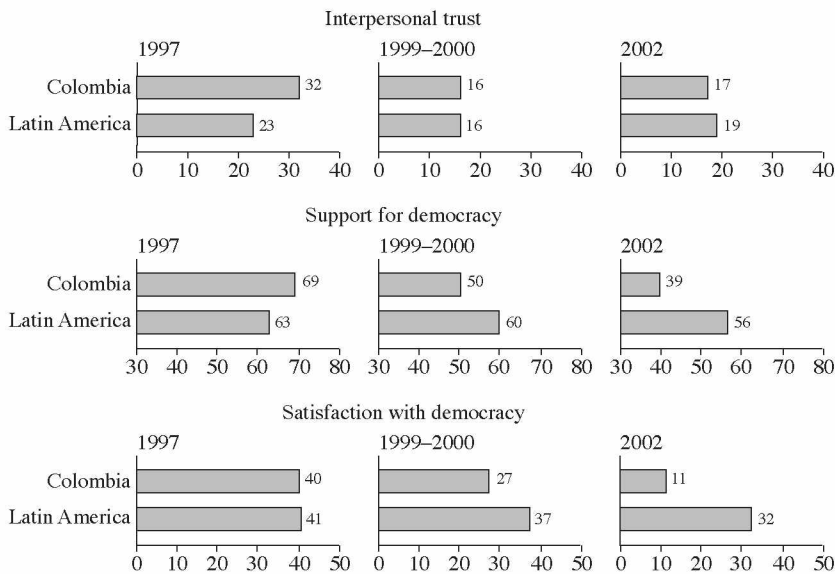 Interpersonal trust
1997 1999–2000 2002
Colombia 32 16 17
Latin America 23 16 19
0 10 20 30 40 0 10 20 30 40 0 10 20 30 40
Support for democracy
1997 1999–2000 2002
Colombia 69 50 39
Latin America 63 60 56
30 40 50 60 70 80 30 40 50 60 70 80 30 40 50 60 70 80
Satisfaction with democracy
1997 1999–2000 2002
Colombia 40 27 11
Latin America 41 37 32
0 10 20 30 40 50 0 10 20 30 40 50 0 10 20 30 40 50